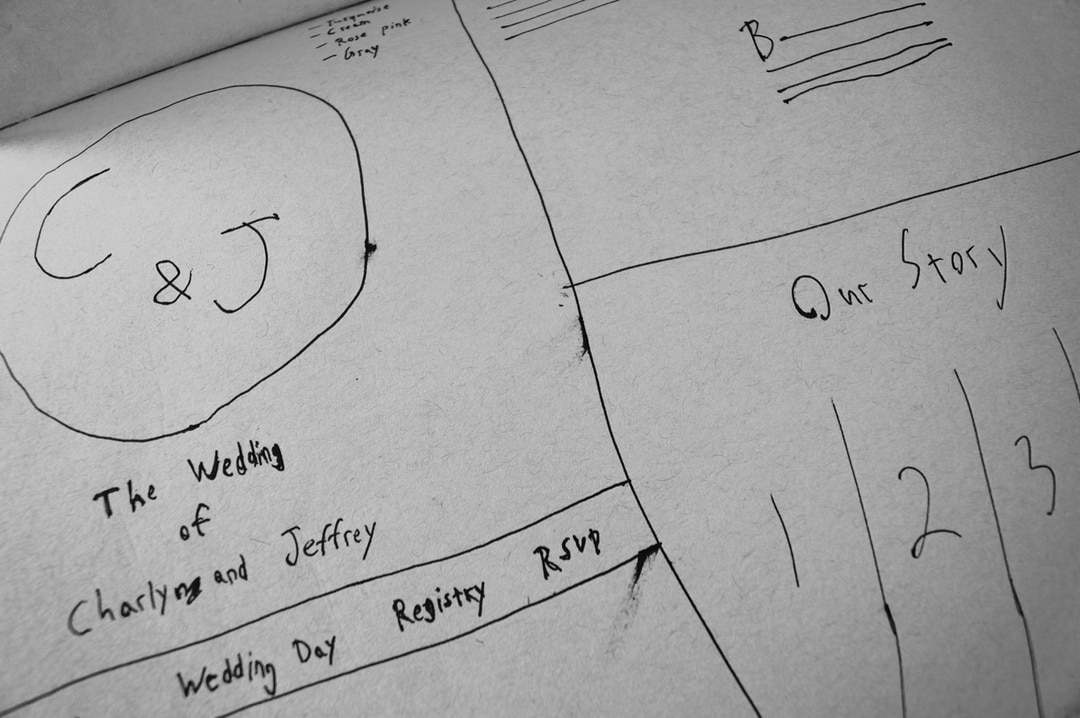 - Turquoise
- Cream
- Rose pink
- Gray
C & J
The Wedding
of
Charlyn and Jeffrey
Wedding Day Registry RSVP
B
Our Story
1 2 3